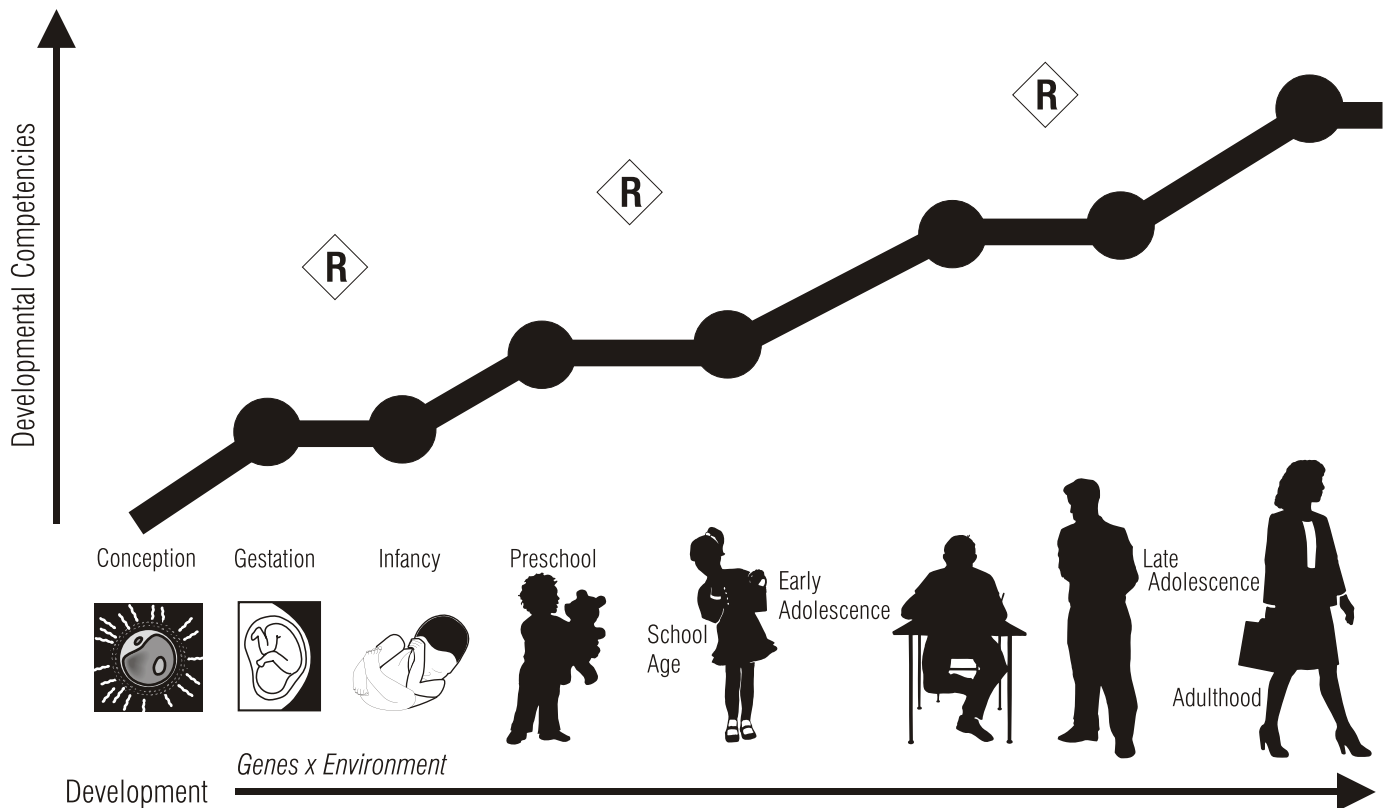 Developmental Competencies
R
R
R
Conception
Gestation
Infancy
Preschool
School
Age
Early
Adolescence
Late
Adolescence
Adulthood
Genes x Environment
Development